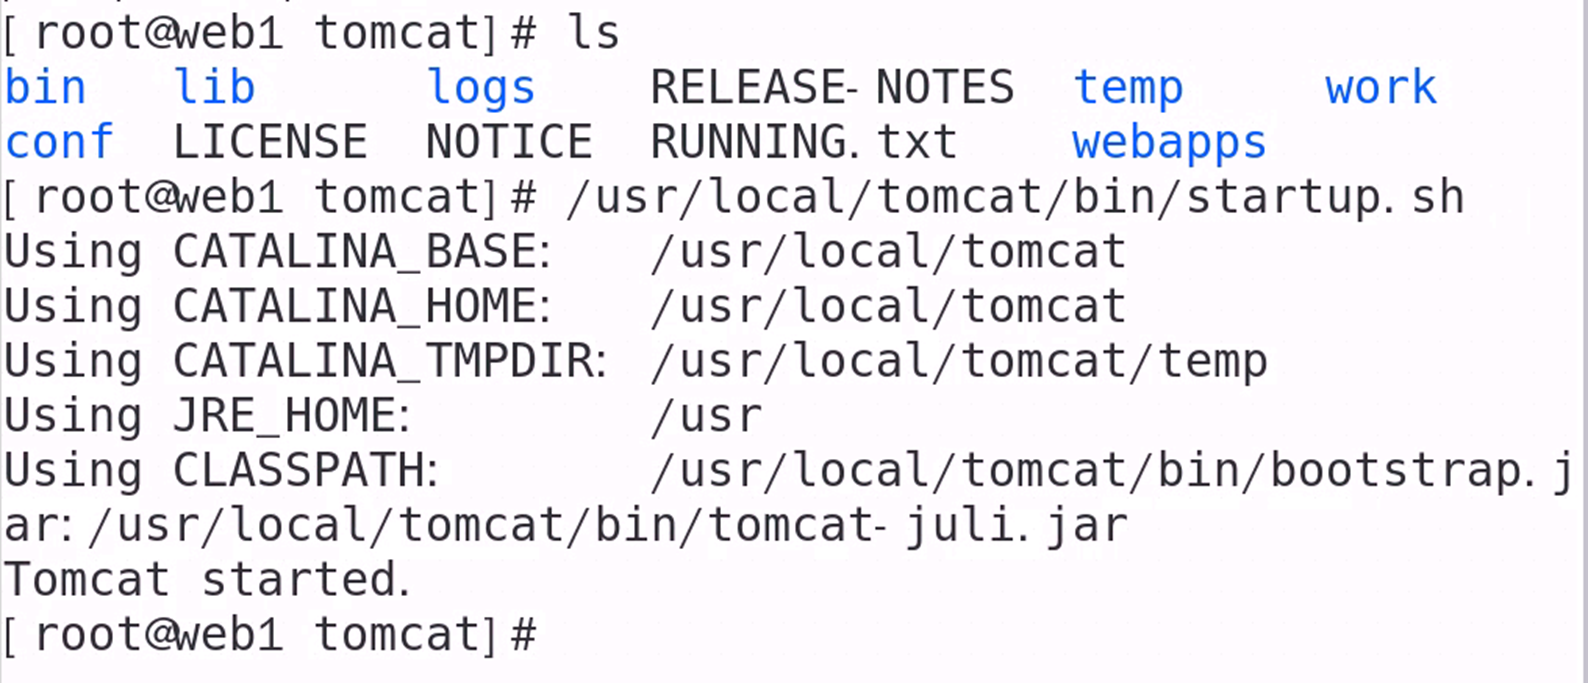 [root@web1 tomcat]# ls
bin   lib      logs    RELEASE-NOTES  temp     work
conf  LICENSE  NOTICE  RUNNING.txt    webapps
[root@web1 tomcat]# /usr/local/tomcat/bin/startup.sh
Using CATALINA_BASE:   /usr/local/tomcat
Using CATALINA_HOME:   /usr/local/tomcat
Using CATALINA_TMPDIR: /usr/local/tomcat/temp
Using JRE_HOME:        /usr
Using CLASSPATH:       /usr/local/tomcat/bin/bootstrap.j
ar:/usr/local/tomcat/bin/tomcat-juli.jar
Tomcat started.
[root@web1 tomcat]#